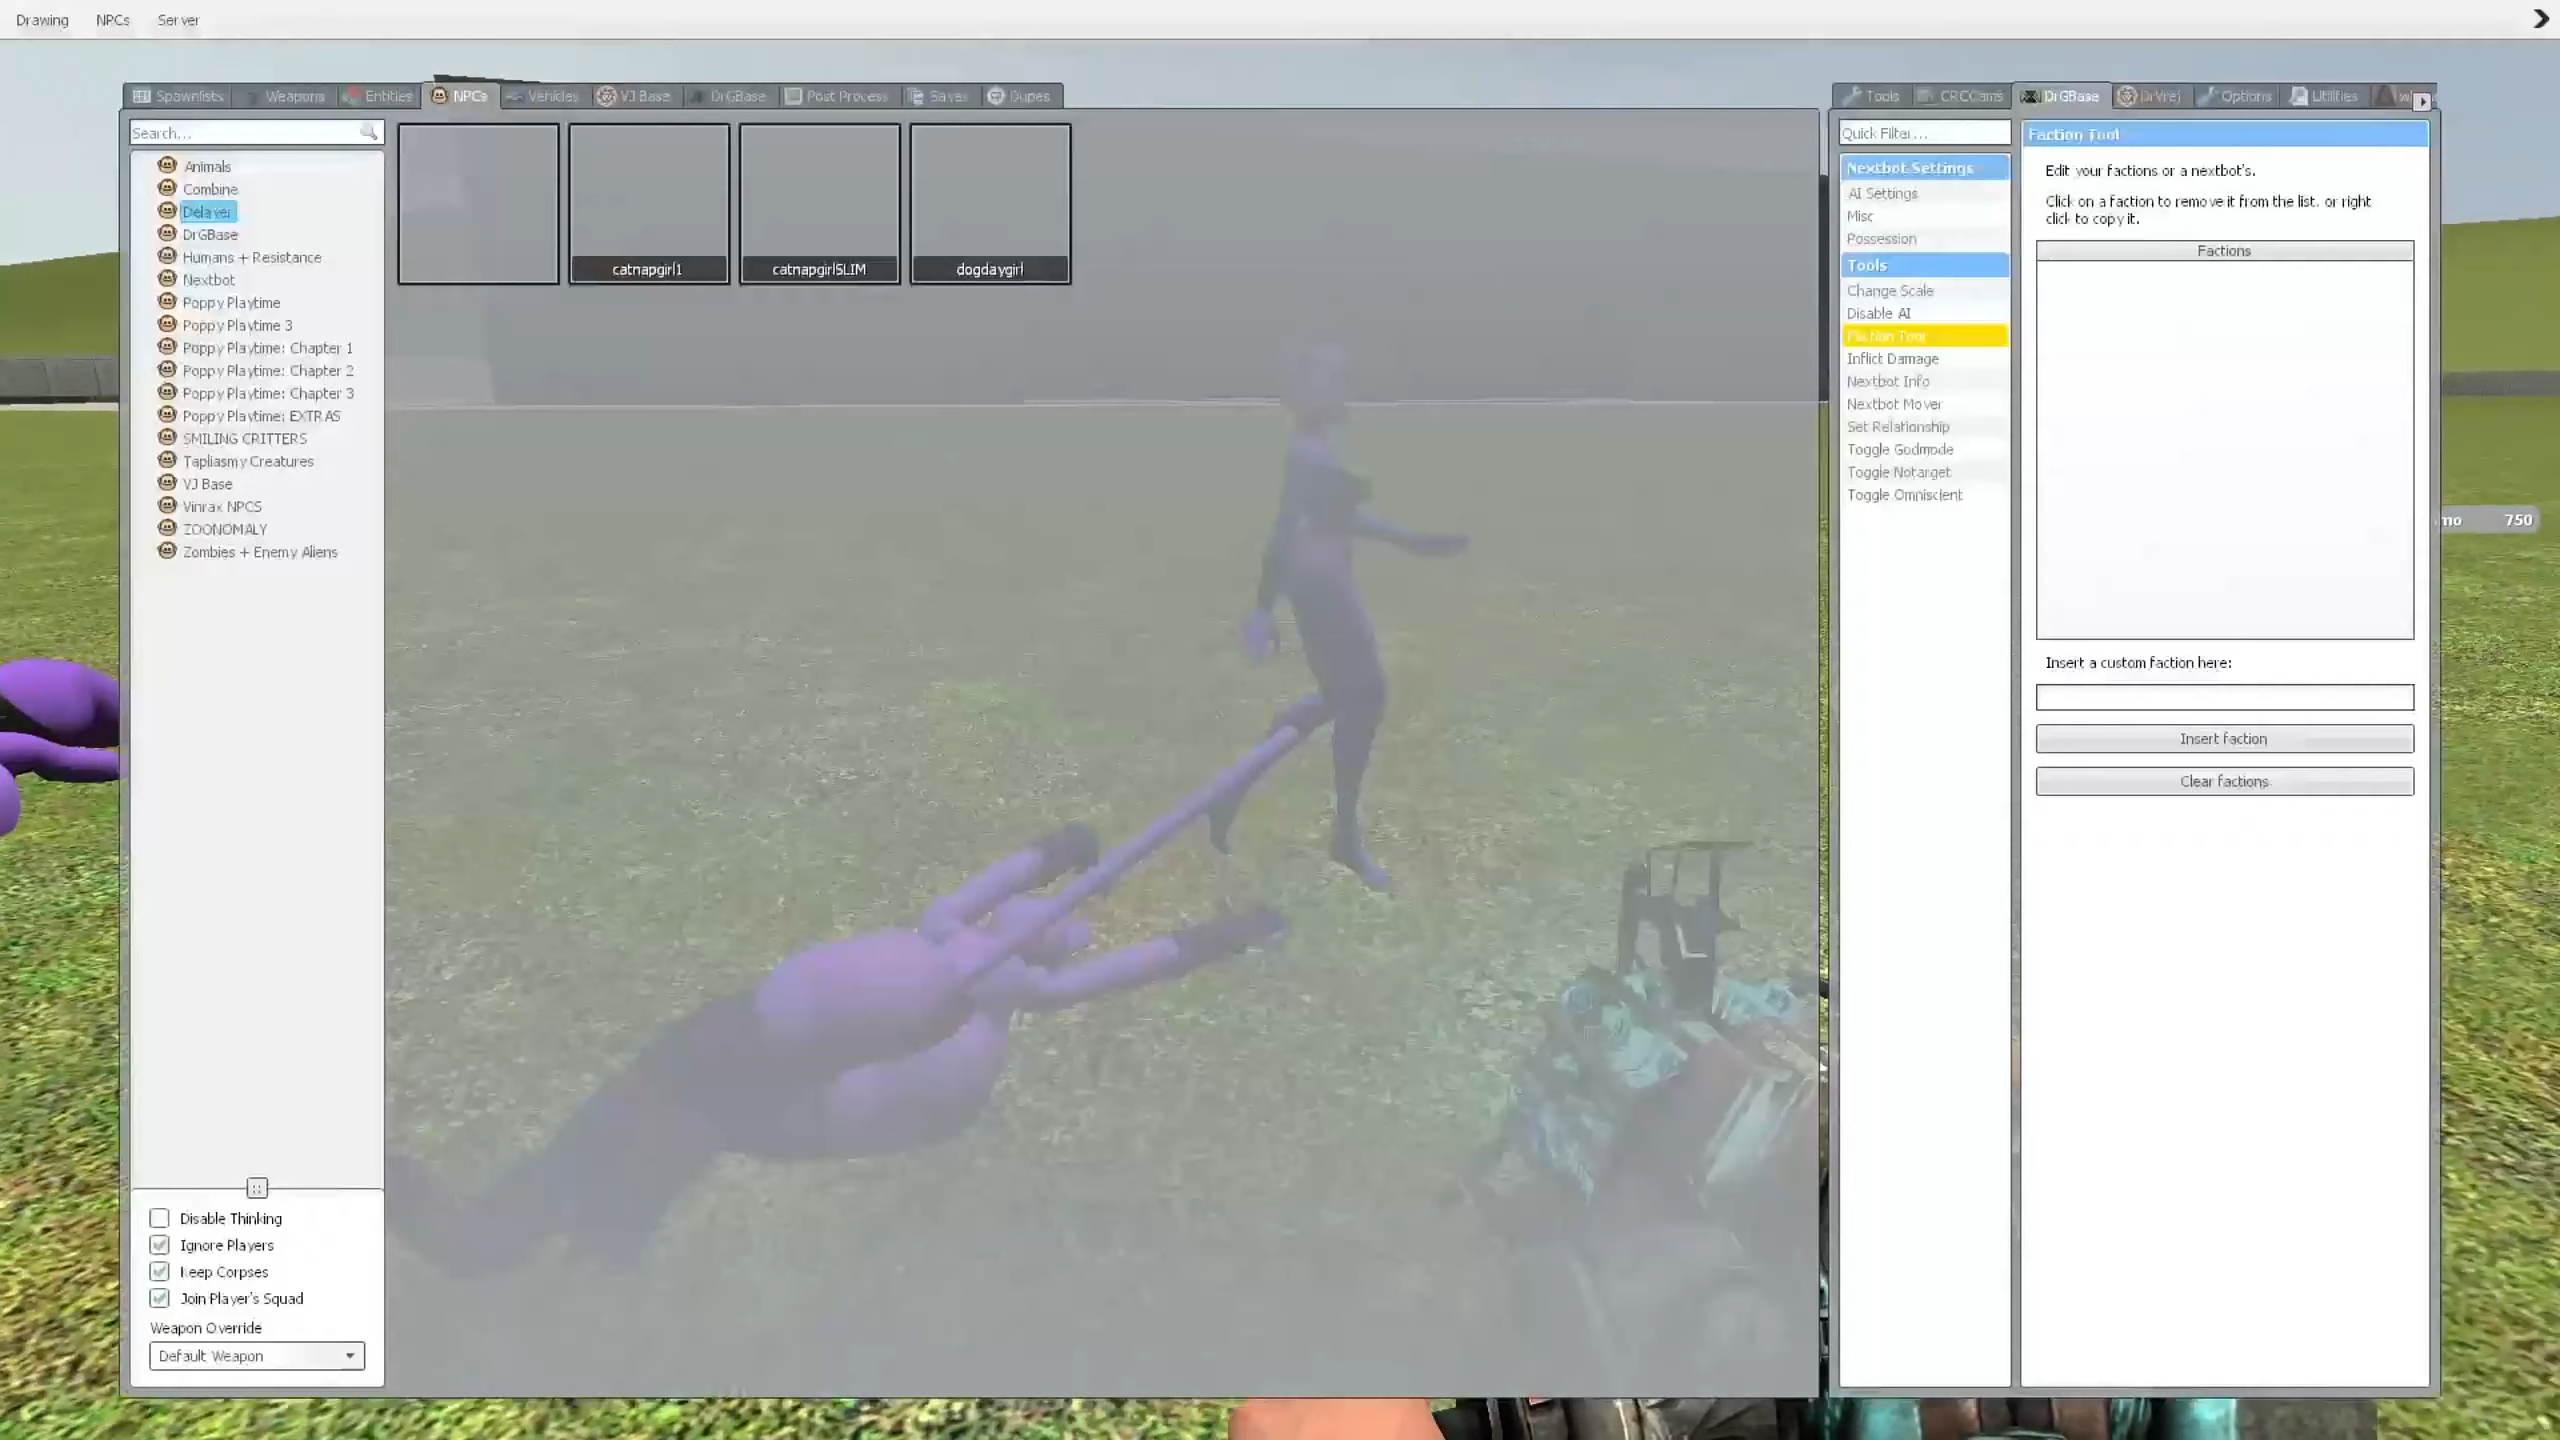 Drawing NPCs Server
Spawnlists Weapons Entities NPCs Vehicles VJ Base DrGBase Post Process Saves Dupes
Tools CRCCams DrGBase DrVrej Options Utilities
Search...
Animals
Combine
Delayer
DrGBase
Humans + Resistance
Nextbot
Poppy Playtime
Poppy Playtime 3
Poppy Playtime: Chapter 1
Poppy Playtime: Chapter 2
Poppy Playtime: Chapter 3
Poppy Playtime: EXTRAS
SMILING CRITTERS
Tapliasmy Creatures
VJ Base
Vinrax NPCS
ZOONOMALY
Zombies + Enemy Aliens
Disable Thinking
Ignore Players
Keep Corpses
Join Player's Squad
Weapon Override
Default Weapon
catnapgirl1
catnapgirlSLIM
dogdaygirl
Quick Filter...
Nextbot Settings
AI Settings
Misc
Possession
Tools
Change Scale
Disable AI
Faction Tool
Inflict Damage
Nextbot Info
Nextbot Mover
Set Relationship
Toggle Godmode
Toggle Notarget
Toggle Omniscient
Faction Tool
Edit your factions or a nextbot's.
Click on a faction to remove it from the list, or right
click to copy it.
Factions
Insert a custom faction here:
Insert faction
Clear factions
mo 750